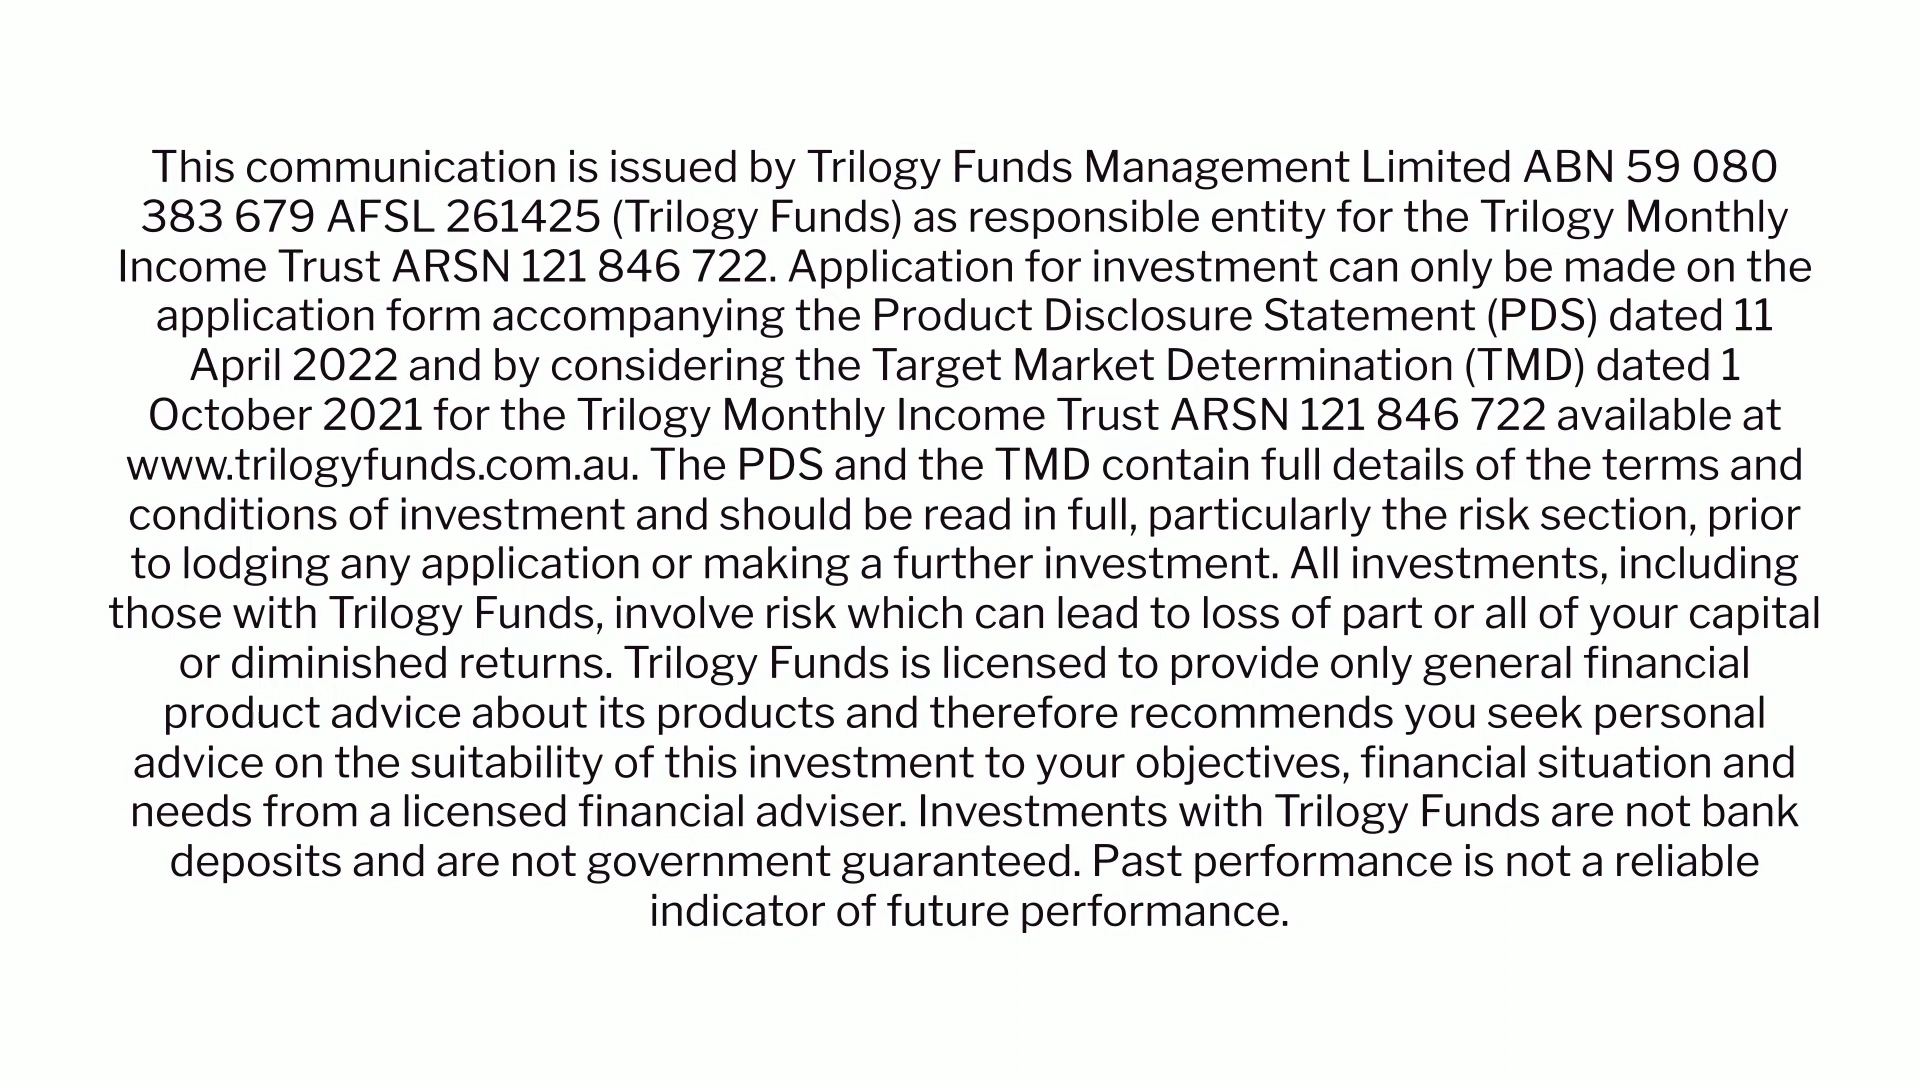 This communication is issued by Trilogy Funds Management Limited ABN 59 080
383 679 AFSL 261425 (Trilogy Funds) as responsible entity for the Trilogy Monthly
Income Trust ARSN 121 846 722. Application for investment can only be made on the
application form accompanying the Product Disclosure Statement (PDS) dated 11
April 2022 and by considering the Target Market Determination (TMD) dated 1
October 2021 for the Trilogy Monthly Income Trust ARSN 121 846 722 available at
www.trilogyfunds.com.au. The PDS and the TMD contain full details of the terms and
conditions of investment and should be read in full, particularly the risk section, prior
to lodging any application or making a further investment. All investments, including
those with Trilogy Funds, involve risk which can lead to loss of part or all of your capital
or diminished returns. Trilogy Funds is licensed to provide only general financial
product advice about its products and therefore recommends you seek personal
advice on the suitability of this investment to your objectives, financial situation and
needs from a licensed financial adviser. Investments with Trilogy Funds are not bank
deposits and are not government guaranteed. Past performance is not a reliable
indicator of future performance.